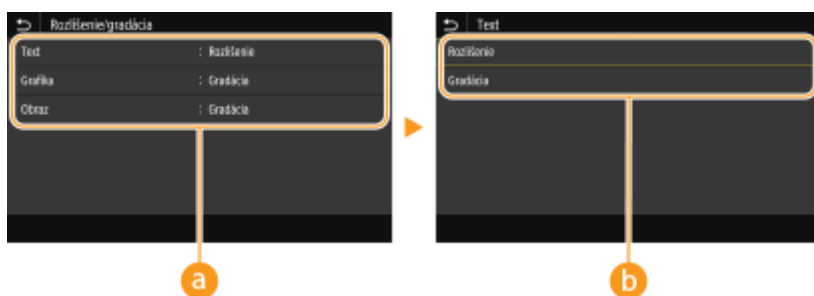 Rozlíšenie/gradácia
Text : Rozlíšenie
Grafika : Gradácia
Obraz : Gradácia
a
Text
Rozlíšenie
Gradácia
b